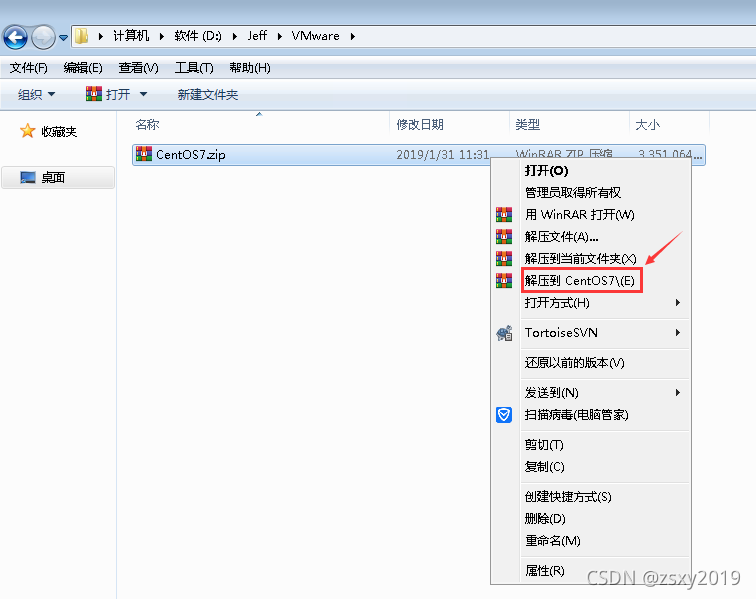 计算机 ▸ 软件 (D:) ▸ Jeff ▸ VMware ▸
文件(F) 编辑(E) 查看(V) 工具(T) 帮助(H)
组织 打开 新建文件夹
收藏夹
桌面
名称 修改日期 类型 大小
CentOS7.zip 2019/1/31 11:31 WinRAR ZIP 压缩... 3,351,064...
打开(O)
管理员取得所有权
用 WinRAR 打开(W)
解压文件(A)...
解压到当前文件夹(X)
解压到 CentOS7\(E)
打开方式(H)
TortoiseSVN
还原以前的版本(V)
发送到(N)
扫描病毒(电脑管家)
剪切(T)
复制(C)
创建快捷方式(S)
删除(D)
重命名(M)
属性(R)
CSDN @zsxy2019